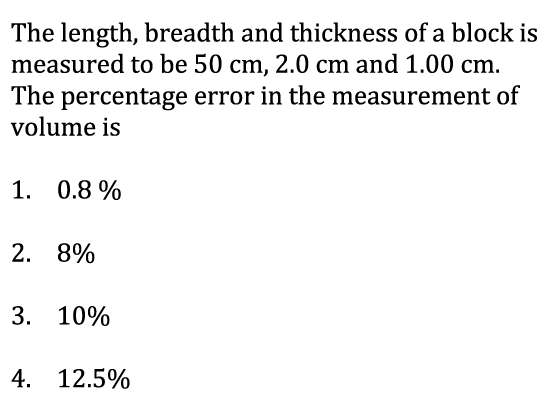 The length, breadth and thickness of a block is
measured to be 50 cm, 2.0 cm and 1.00 cm.
The percentage error in the measurement of
volume is
1. 0.8 %
2. 8%
3. 10%
4. 12.5%